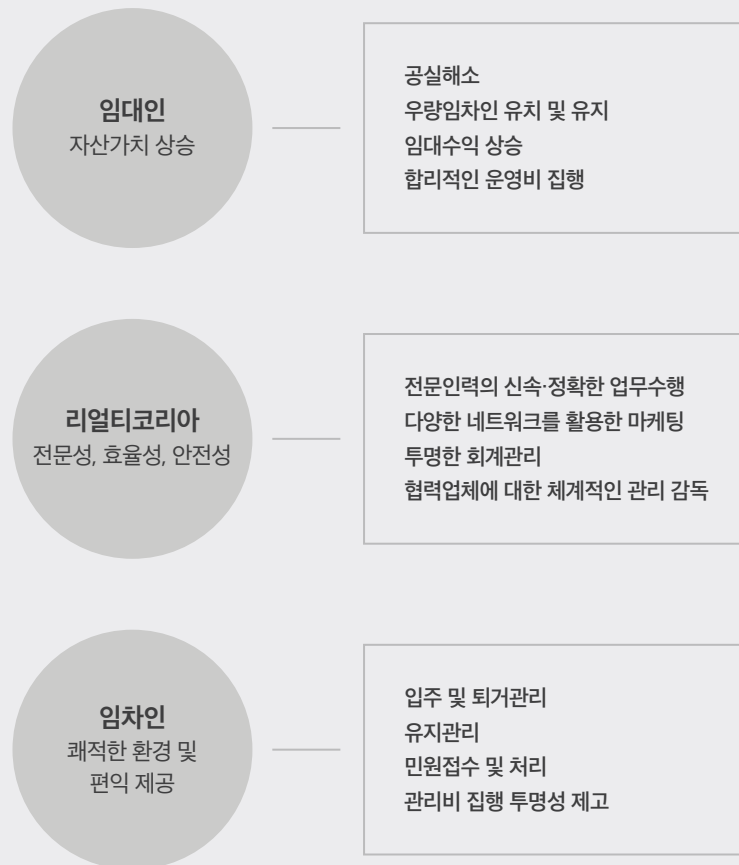 임대인
자산가치 상승
공실해소
우량임차인 유치 및 유지
임대수익 상승
합리적인 운영비 집행
리얼티코리아
전문성, 효율성, 안전성
전문인력의 신속·정확한 업무수행
다양한 네트워크를 활용한 마케팅
투명한 회계관리
협력업체에 대한 체계적인 관리 감독
임차인
쾌적한 환경 및
편익 제공
입주 및 퇴거관리
유지관리
민원접수 및 처리
관리비 집행 투명성 제고